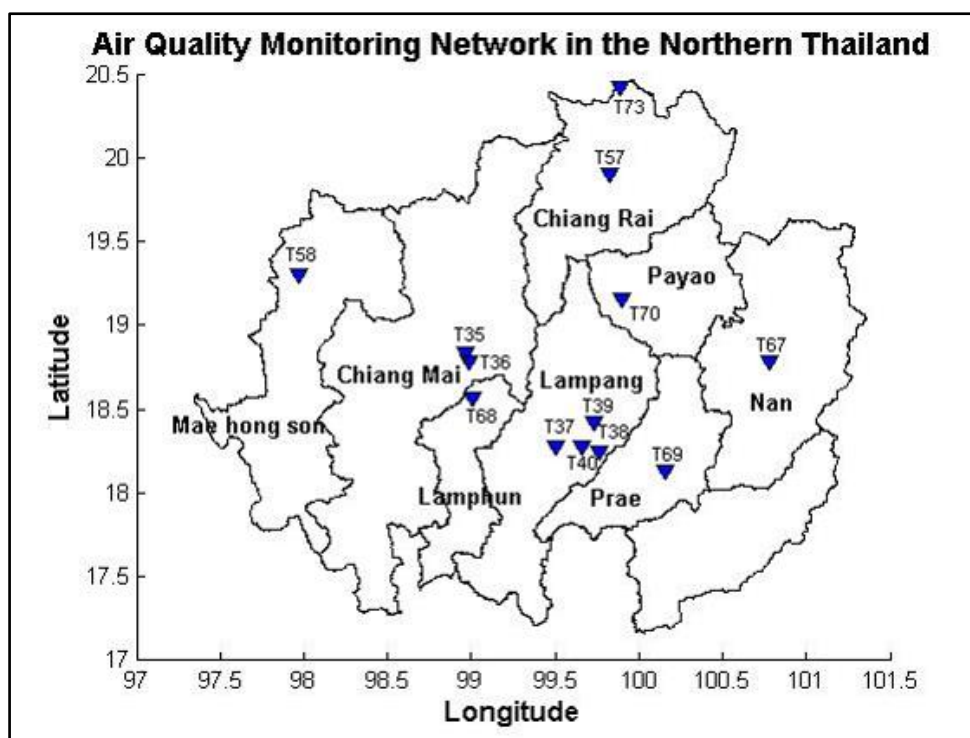 Air Quality Monitoring Network in the Northern Thailand
20.5
T73
20
T57
Chiang Rai
19.5
T58
Payao
19
T70
T35
T36
T67
Chiang Mai
Lampang
Latitude
18.5
Mae hong son
T68
T39
Nan
T37
T38
T40
T69
18
Lamphun
Prae
17.5
17
97
97.5
98
98.5
99
99.5
100
100.5
101
101.5
Longitude